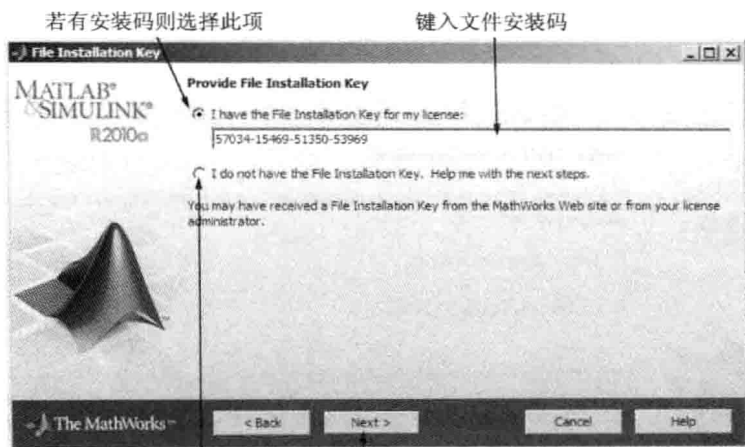 若有安装码则选择此项
键入文件安装码
File Installation Key
MATLAB®
&SIMULINK®
R2010a
Provide File Installation Key
I have the File Installation Key for my license:
57034-15469-51350-53969
I do not have the File Installation Key. Help me with the next steps.
You may have received a File Installation Key from the MathWorks Web site or from your license
administrator.
The MathWorks™
< Back
Next >
Cancel
Help